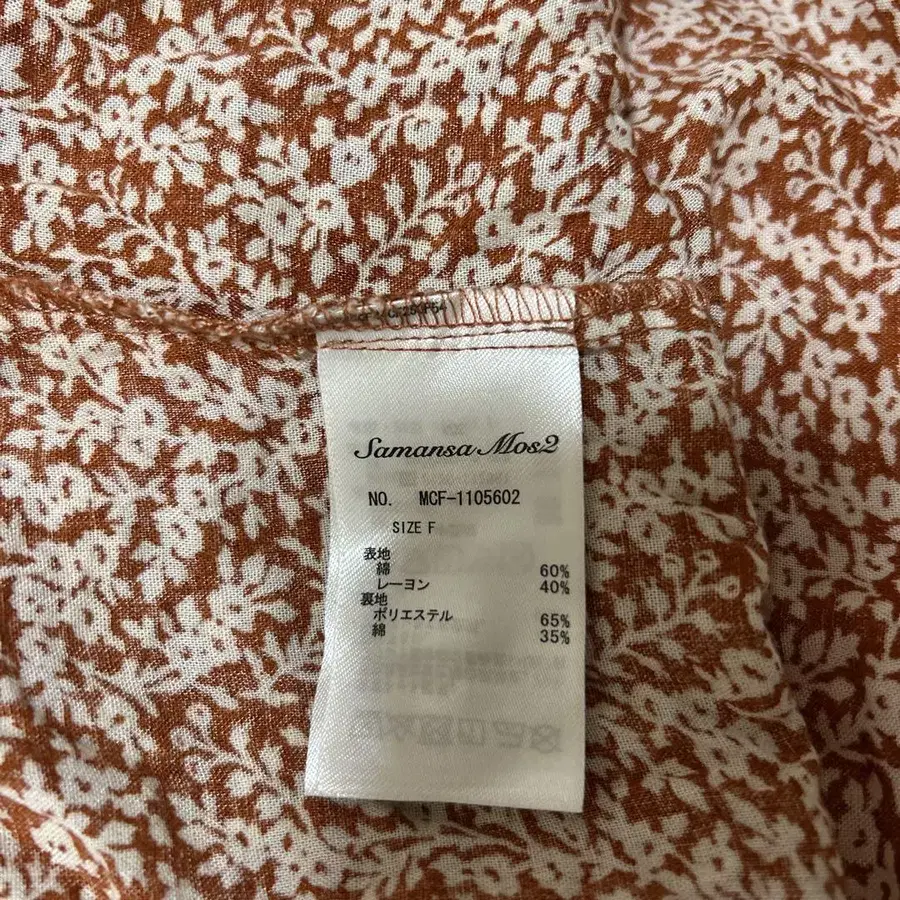 Samansa Mos2
NO. MCF-1105602
SIZE F
表地
綿 60%
レーヨン 40%
裏地
ポリエステル 65%
綿 35%